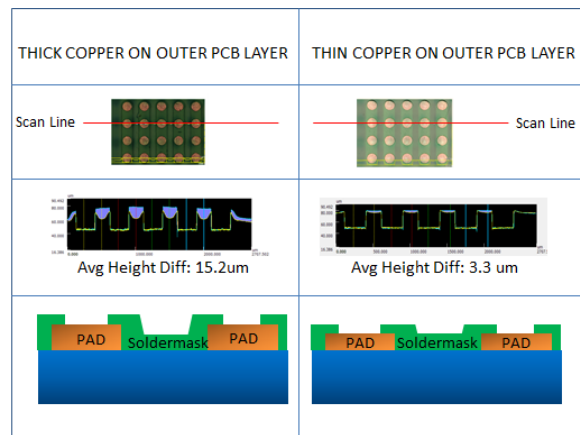 THICK COPPER ON OUTER PCB LAYER
THIN COPPER ON OUTER PCB LAYER
Scan Line
Scan Line
Avg Height Diff: 15.2um
Avg Height Diff: 3.3 um
PAD
Soldermask
PAD
PAD
Soldermask
PAD